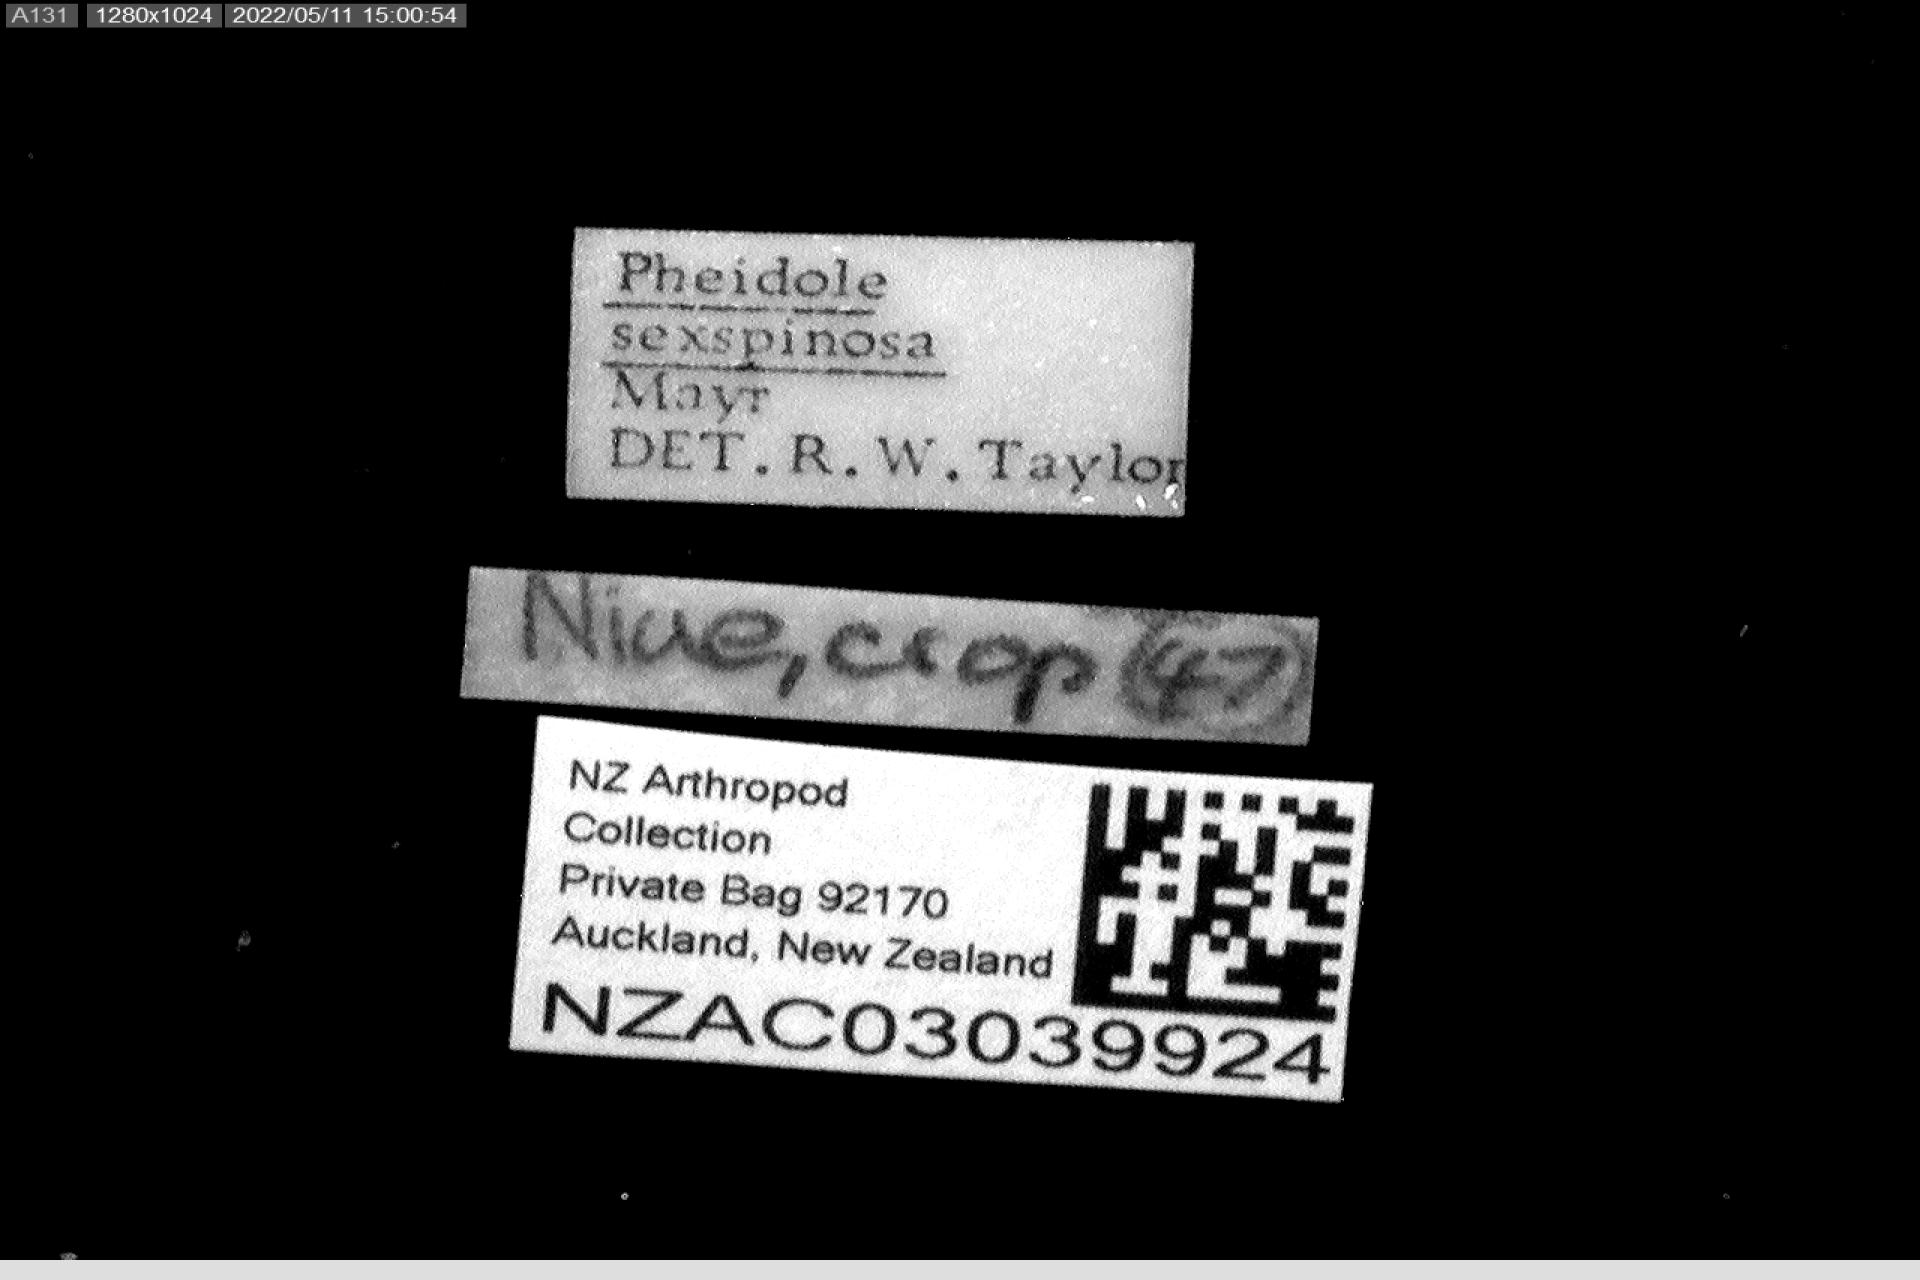 A131 1280x1024 2022/05/11 15:00:54
Pheidole
sexspinosa
Mayr
DET. R. W. Taylor
Niue, crop 47
NZ Arthropod
Collection
Private Bag 92170
Auckland, New Zealand
NZAC03039924